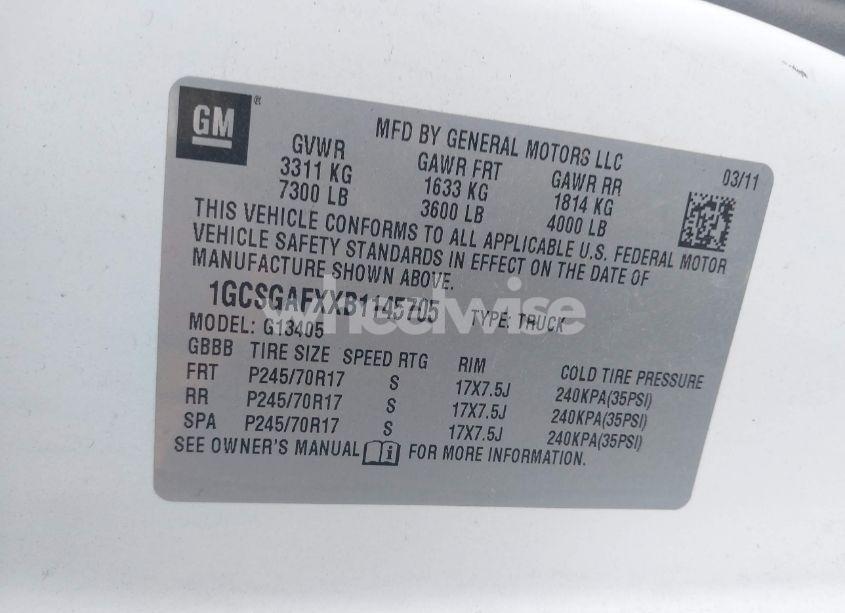 GM®
MFD BY GENERAL MOTORS LLC
03/11
GVWR GAWR FRT GAWR RR
3311 KG 1633 KG 1814 KG
7300 LB 3600 LB 4000 LB
THIS VEHICLE CONFORMS TO ALL APPLICABLE U.S. FEDERAL MOTOR
VEHICLE SAFETY STANDARDS IN EFFECT ON THE DATE OF
MANUFACTURE SHOWN ABOVE.
1GCSGAFXXB1145705 TYPE: TRUCK
MODEL: G13405
GBBB TIRE SIZE SPEED RTG RIM COLD TIRE PRESSURE
FRT P245/70R17 S 17X7.5J 240KPA(35PSI)
RR P245/70R17 S 17X7.5J 240KPA(35PSI)
SPA P245/70R17 S 17X7.5J 240KPA(35PSI)
SEE OWNER'S MANUAL FOR MORE INFORMATION.
wheelwise